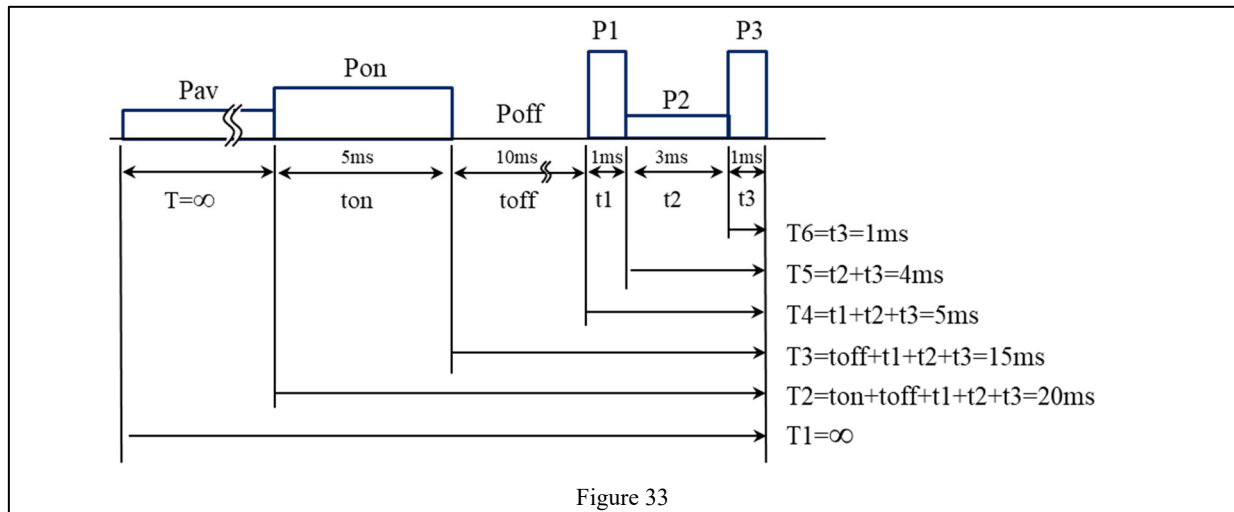 P1 P3
Pon
Pav P2
Poff
5ms 10ms 1ms 3ms 1ms
T=∞ ton toff t1 t2 t3
T6=t3=1ms
T5=t2+t3=4ms
T4=t1+t2+t3=5ms
T3=toff+t1+t2+t3=15ms
T2=ton+toff+t1+t2+t3=20ms
T1=∞
Figure 33